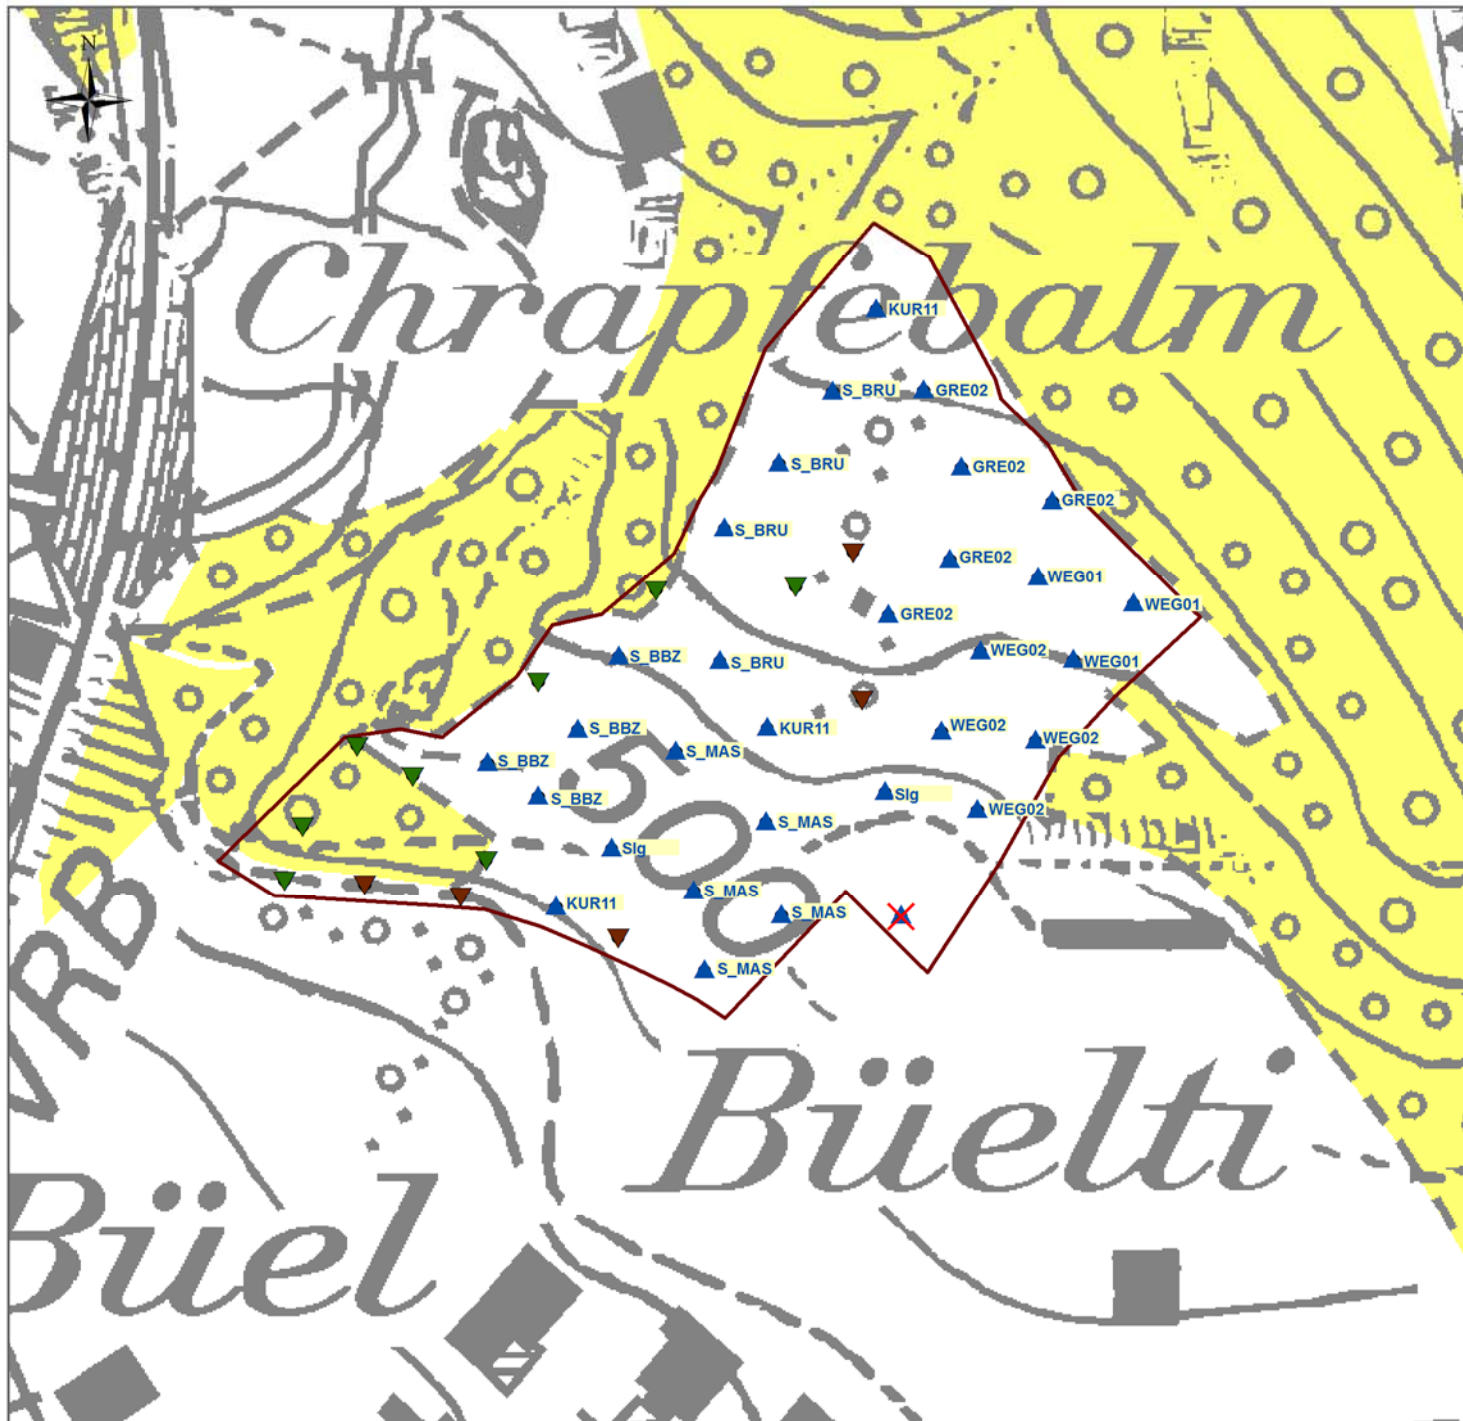 N
Chrapfebalm
KUR11
S_BRU
GRE02
S_BRU
GRE02
GRE02
S_BRU
GRE02
WEG01
WEG01
GRE02
S_BBZ
S_BRU
WEG02
WEG01
S_BBZ
KUR11
WEG02
WEG02
S_MAS
S_BBZ
S_BBZ
Slg
WEG02
S_MAS
500
Slg
S_MAS
KUR11
S_MAS
S_MAS
VRB
Büelti
Büel